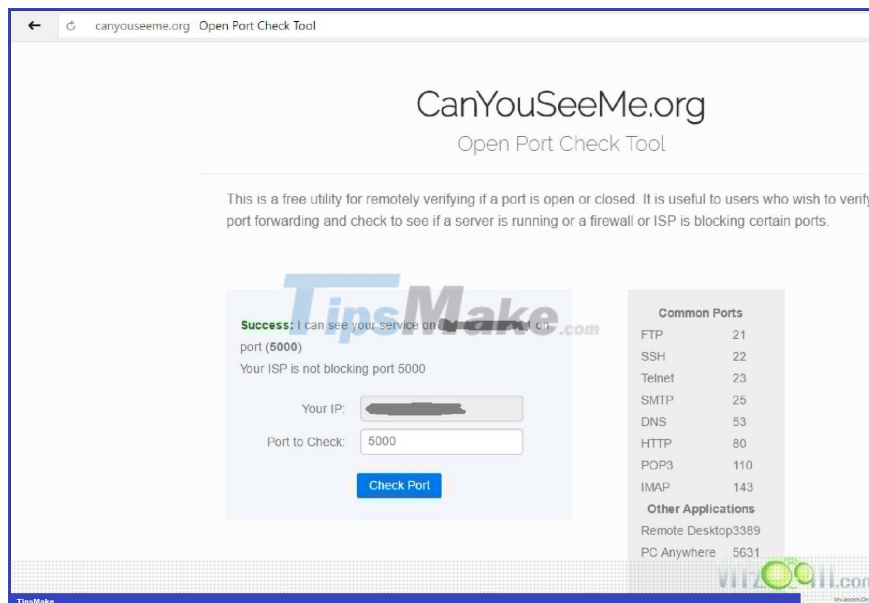 canyouseeme.org Open Port Check Tool
CanYouSeeMe.org
Open Port Check Tool
This is a free utility for remotely verifying if a port is open or closed. It is useful to users who wish to verify
port forwarding and check to see if a server is running or a firewall or ISP is blocking certain ports.
TipsMake.com
Success: I can see your service on on
port (5000)
Your ISP is not blocking port 5000
Your IP:
Port to Check: 5000
Check Port
Common Ports
FTP 21
SSH 22
Telnet 23
SMTP 25
DNS 53
HTTP 80
POP3 110
IMAP 143
Other Applications
Remote Desktop3389
PC Anywhere 5631
TipsMake